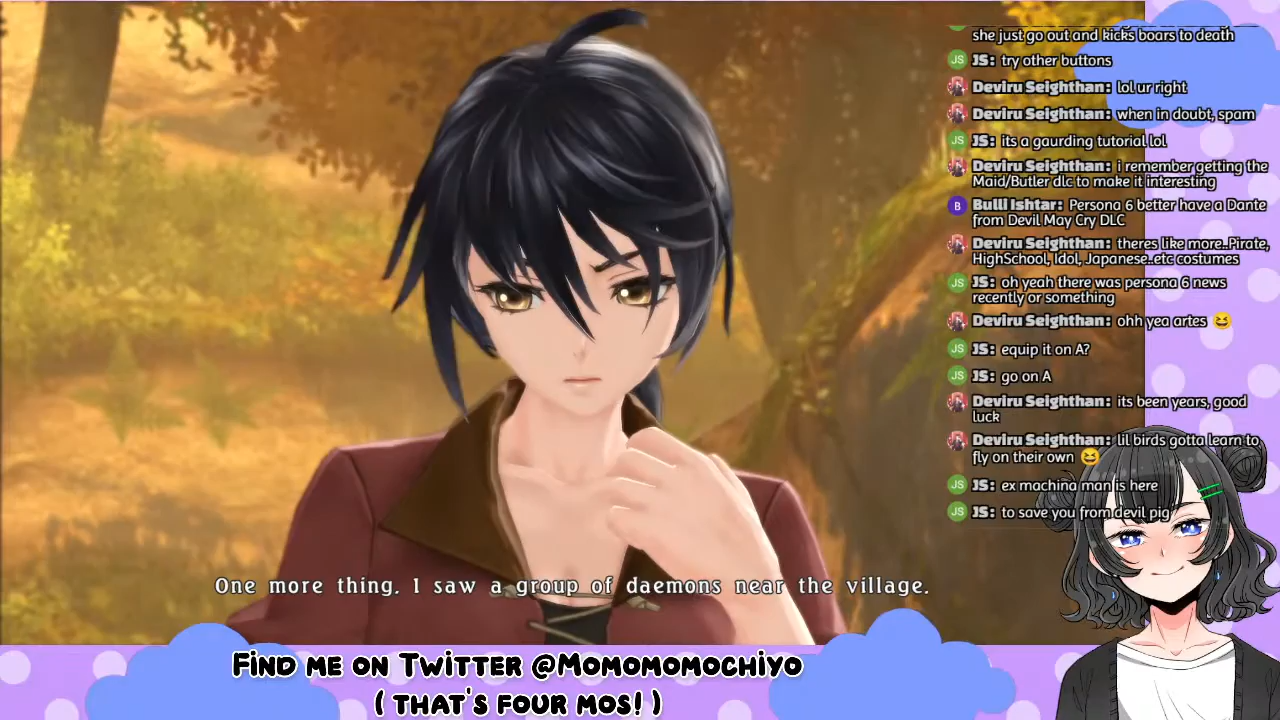 she just go out and kicks boars to death
JS JS: try other buttons
Deviru Seighthan: lol ur right
Deviru Seighthan: when in doubt, spam
JS JS: its a gaurding tutorial lol
Deviru Seighthan: i remember getting the
Maid/Butler dlc to make it interesting
B Bulli Ishtar: Persona 6 better have a Dante
from Devil May Cry DLC
Deviru Seighthan: theres like more..Pirate,
HighSchool, Idol, Japanese..etc costumes
JS JS: oh yeah there was persona 6 news
recently or something
Deviru Seighthan: ohh yea artes 😆
JS JS: equip it on A?
JS JS: go on A
Deviru Seighthan: its been years, good
luck
Deviru Seighthan: lil birds gotta learn to
fly on their own 😆
JS JS: ex machina man is here
JS JS: to save you from devil pig
One more thing. I saw a group of daemons near the village.
Find me on Twitter @Momomomochiyo
( that's four mos! )